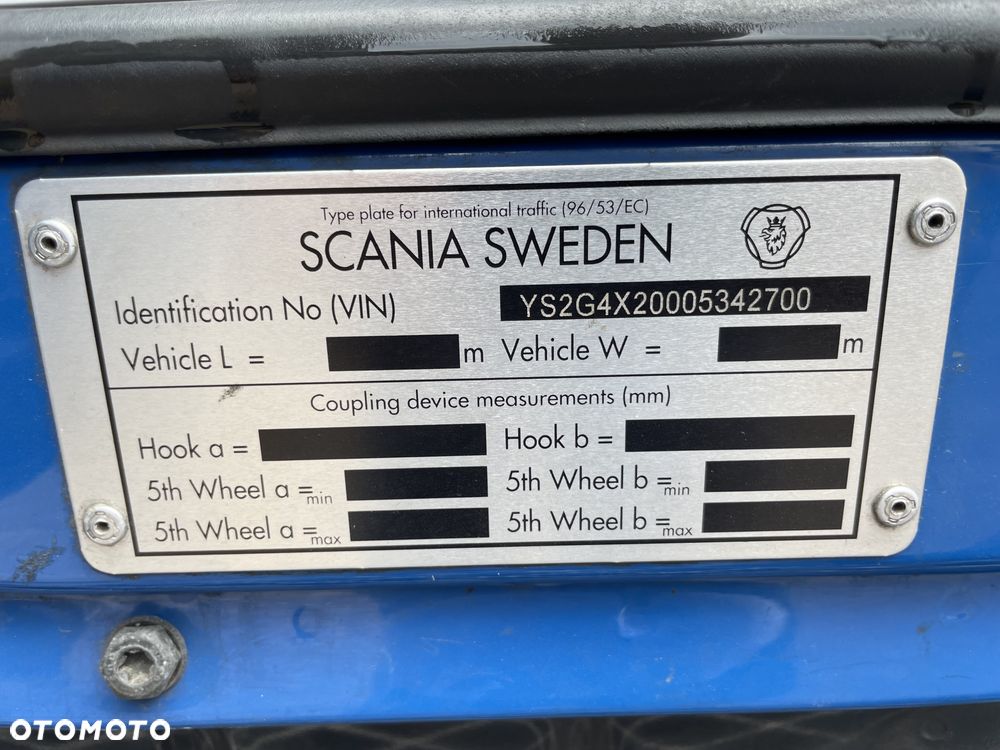 Type plate for international traffic (96/53/EC)
SCANIA SWEDEN
Identification No (VIN) YS2G4X20005342700
Vehicle L = m Vehicle W = m
Coupling device measurements (mm)
Hook a = Hook b =
5th Wheel a =min 5th Wheel b =min
5th Wheel a =max 5th Wheel b =max
OTOMOTO